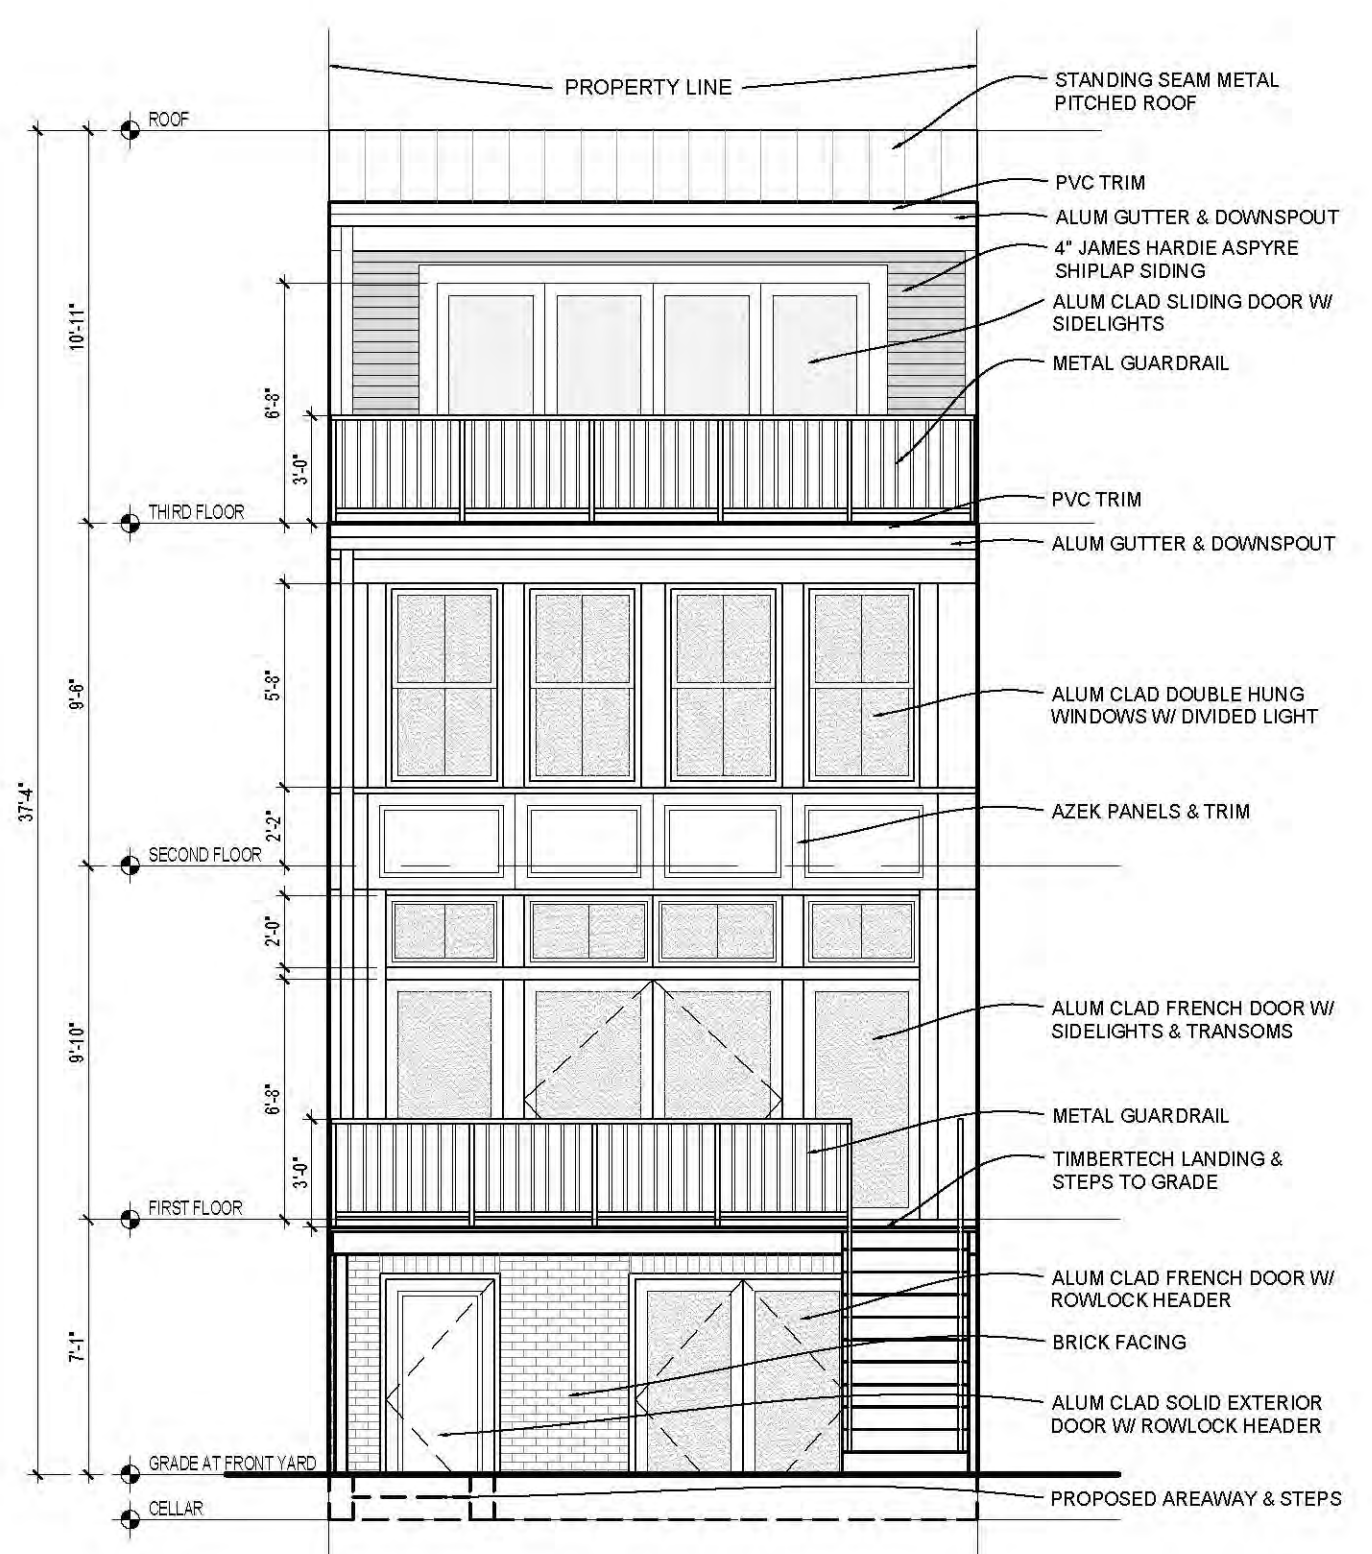 PROPERTY LINE
STANDING SEAM METAL
PITCHED ROOF
ROOF
PVC TRIM
ALUM GUTTER & DOWNSPOUT
4" JAMES HARDIE ASPYRE
SHIPLAP SIDING
ALUM CLAD SLIDING DOOR W/
SIDELIGHTS
10'-11"
METAL GUARDRAIL
6'-8"
3'-0"
PVC TRIM
THIRD FLOOR
ALUM GUTTER & DOWNSPOUT
9'-6"
5'-8"
ALUM CLAD DOUBLE HUNG
WINDOWS W/ DIVIDED LIGHT
37'-4"
2'-2"
AZEK PANELS & TRIM
SECOND FLOOR
2'-0"
ALUM CLAD FRENCH DOOR W/
SIDELIGHTS & TRANSOMS
9'-10"
6'-8"
METAL GUARDRAIL
3'-0"
TIMBERTECH LANDING &
STEPS TO GRADE
FIRST FLOOR
ALUM CLAD FRENCH DOOR W/
ROWLOCK HEADER
7'-1"
BRICK FACING
ALUM CLAD SOLID EXTERIOR
DOOR W/ ROWLOCK HEADER
GRADE AT FRONT YARD
PROPOSED AREAWAY & STEPS
CELLAR